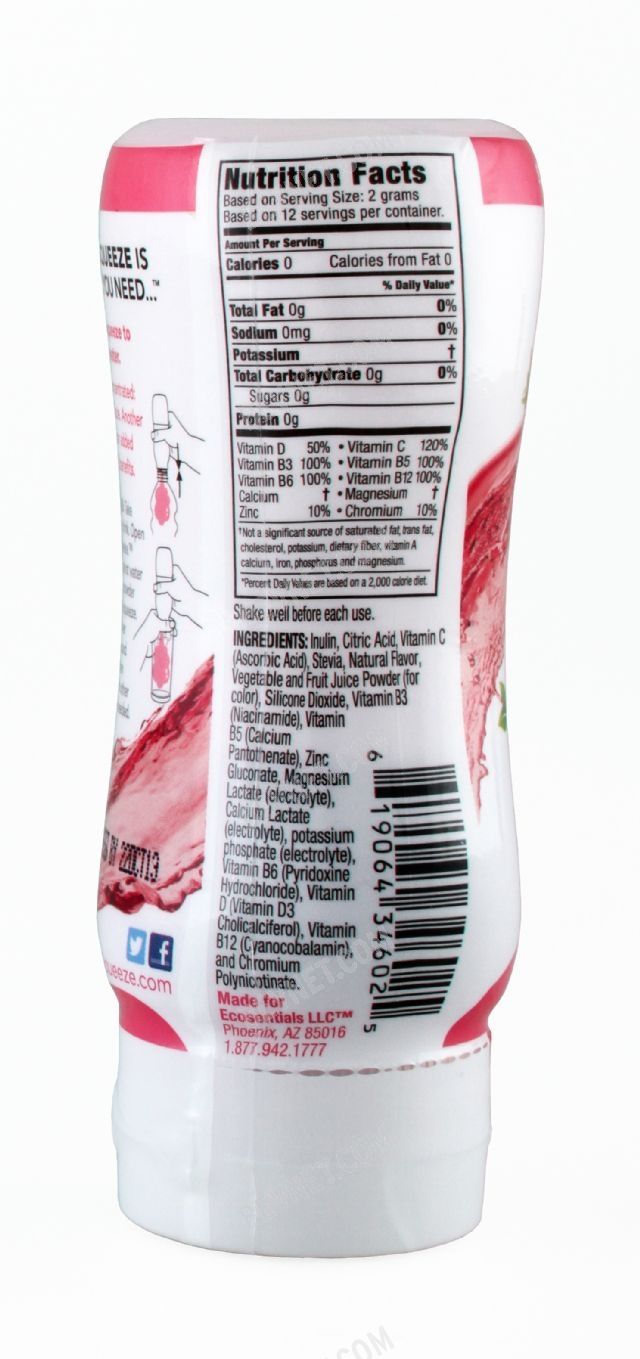 QUEEZE IS
OU NEED...™
Another
Open
22OCT13
ueeze.com
Nutrition Facts
Based on Serving Size: 2 grams
Based on 12 servings per container.
Amount Per Serving
Calories 0 Calories from Fat 0
% Daily Value*
Total Fat 0g 0%
Sodium 0mg 0%
Potassium †
Total Carbohydrate 0g 0%
Sugars 0g
Protein 0g
Vitamin D 50% • Vitamin C 120%
Vitamin B3 100% • Vitamin B5 100%
Vitamin B6 100% • Vitamin B12 100%
Calcium † • Magnesium †
Zinc 10% • Chromium 10%
†Not a significant source of saturated fat, trans fat,
cholesterol, potassium, dietary fiber, vitamin A
calcium, iron, phosphorus and magnesium.
*Percent Daily Values are based on a 2,000 calorie diet.
Shake well before each use.
INGREDIENTS: Inulin, Citric Acid, Vitamin C
(Ascorbic Acid), Stevia, Natural Flavor,
Vegetable and Fruit Juice Powder (for
color), Silicone Dioxide, Vitamin B3
(Niacinamide), Vitamin
B5 (Calcium
Pantothenate), Zinc
Gluconate, Magnesium
Lactate (electrolyte),
Calcium Lactate
(electrolyte), potassium
phosphate (electrolyte),
Vitamin B6 (Pyridoxine
Hydrochloride), Vitamin
D (Vitamin D3
Cholicalciferol), Vitamin
B12 (Cyanocobalamin),
and Chromium
Polynicotinate.
Made for
Ecosentials LLC™
Phoenix, AZ 85016
1.877.942.1777
6 19064 34602 5